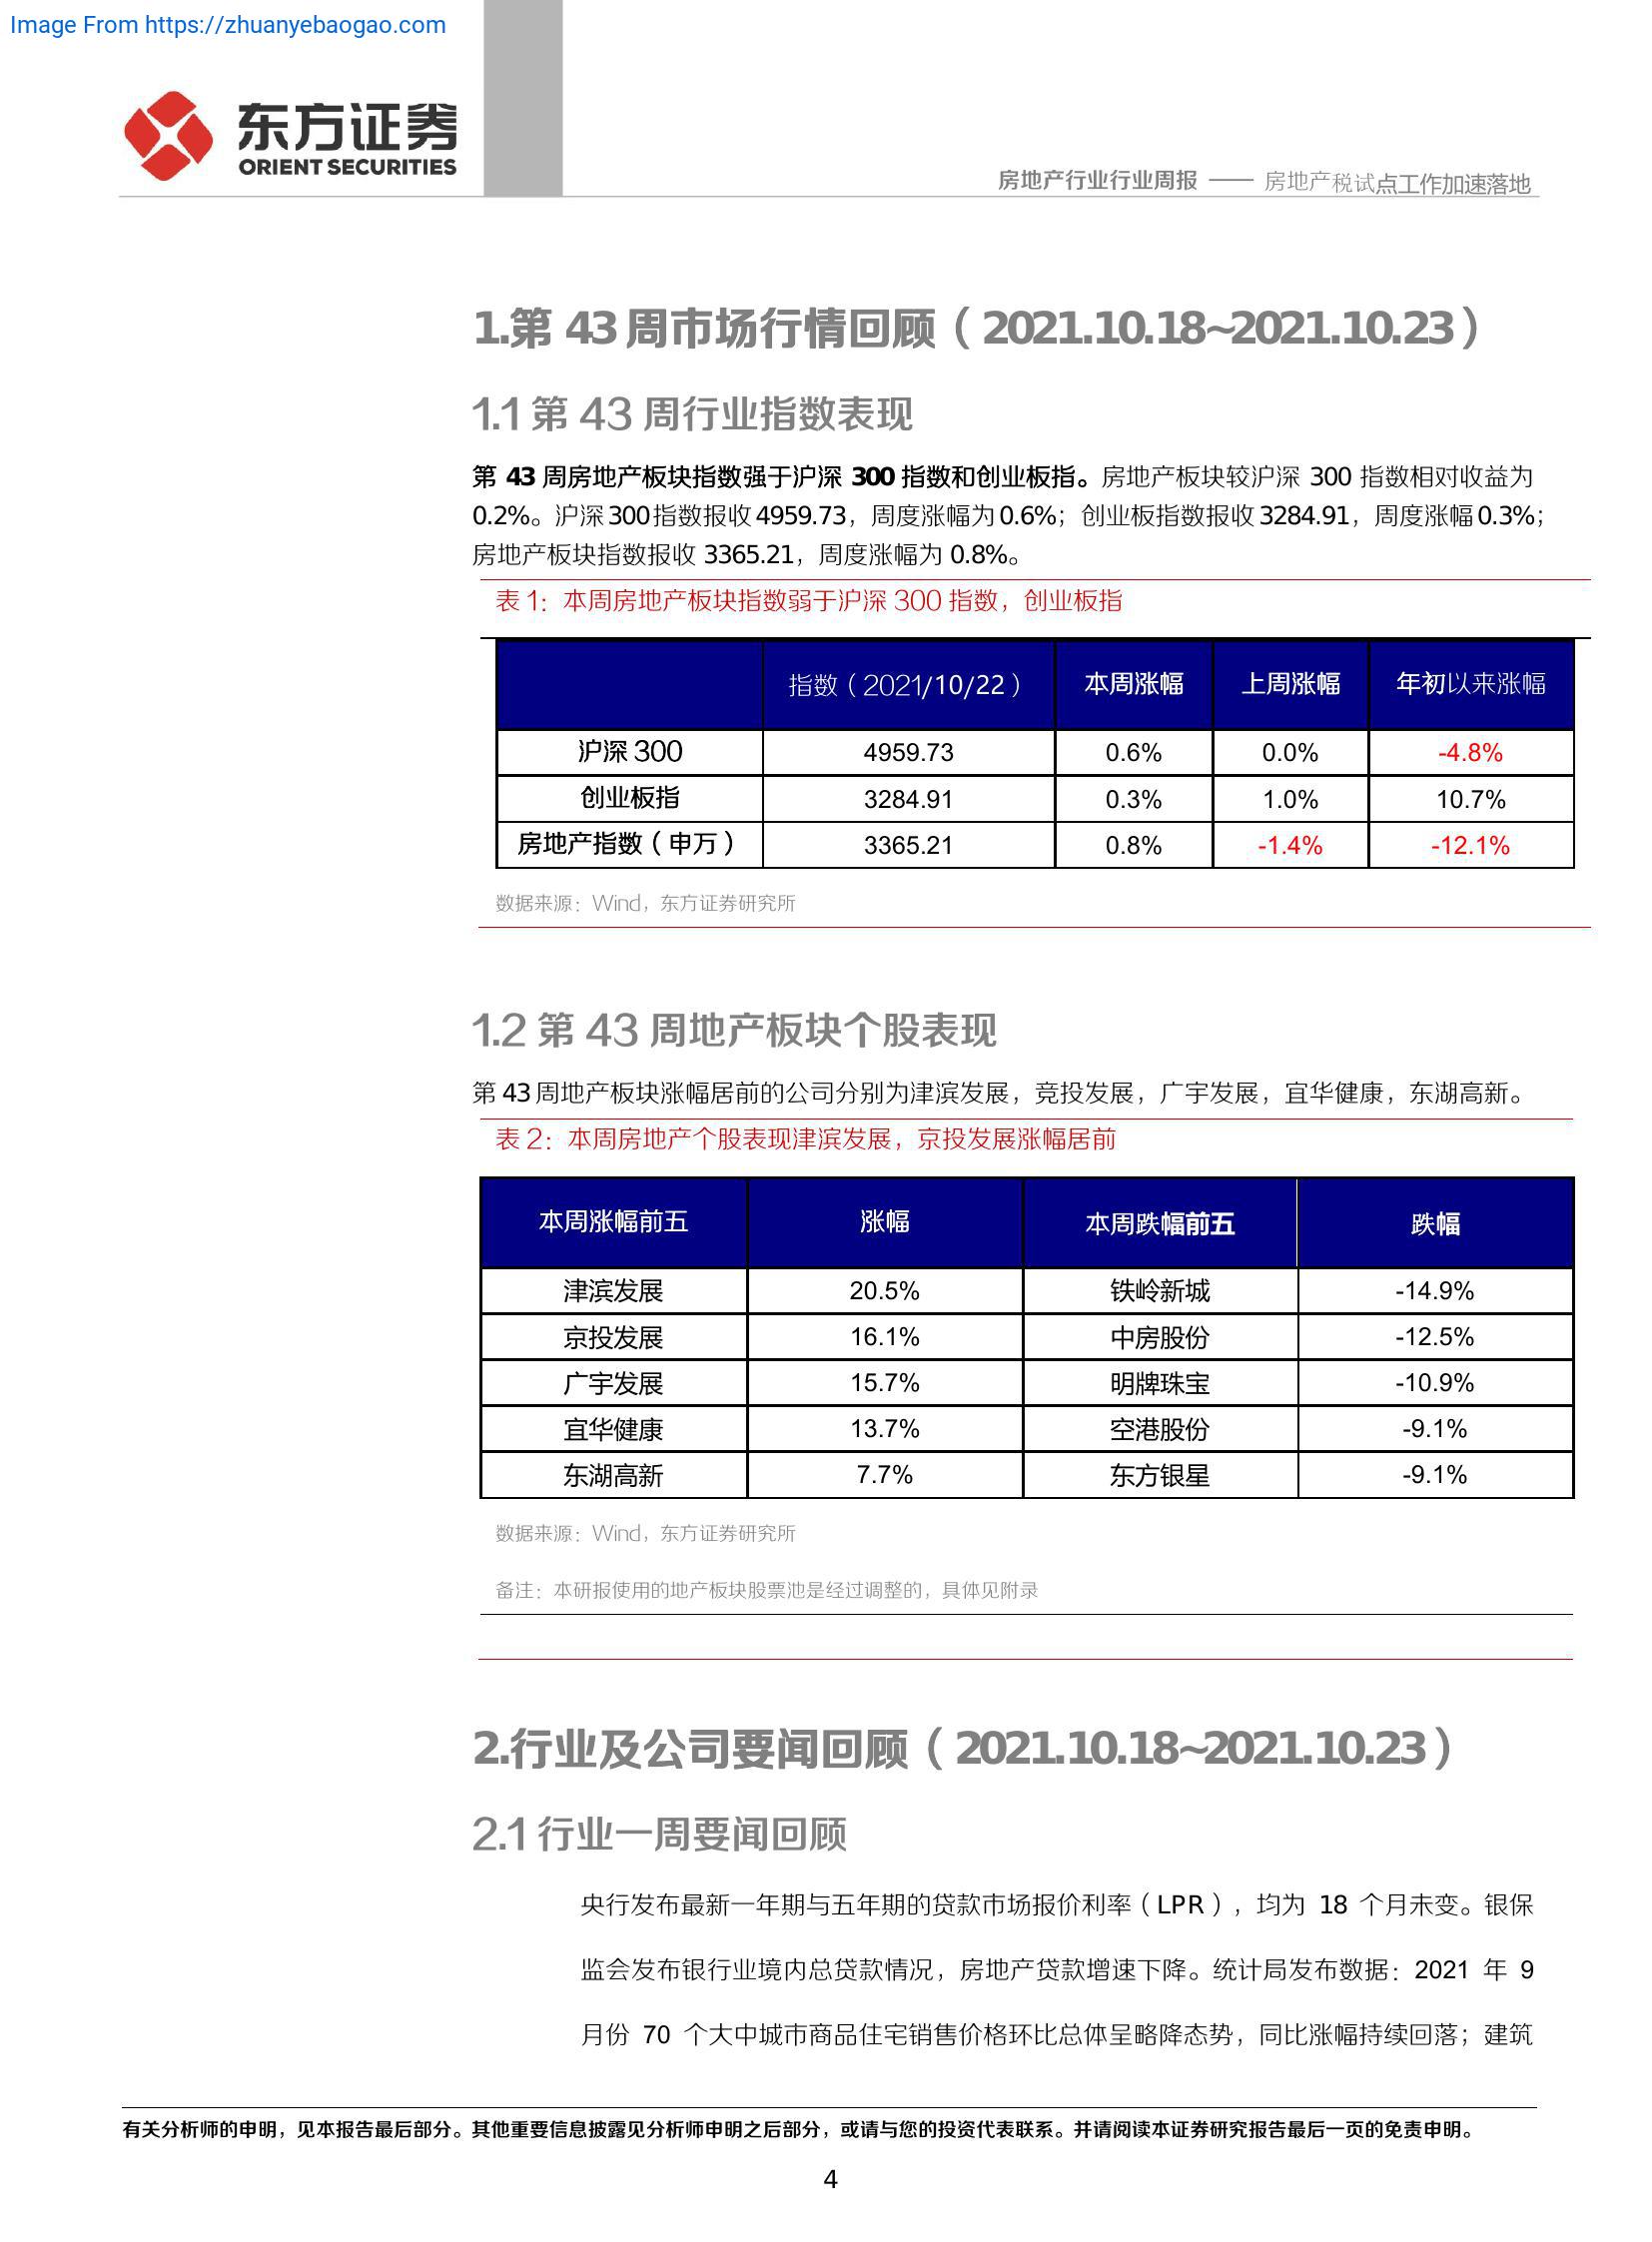 Image From https://zhuanyebaogao.com
东方证券
ORIENT SECURITIES
房地产行业行业周报 —— 房地产税试点工作加速落地
1.第 43 周市场行情回顾（2021.10.18~2021.10.23）
1.1 第 43 周行业指数表现
第 43 周房地产板块指数强于沪深 300 指数和创业板指。房地产板块较沪深 300 指数相对收益为
0.2%。沪深 300 指数报收 4959.73，周度涨幅为 0.6%；创业板指数报收 3284.91，周度涨幅 0.3%；
房地产板块指数报收 3365.21，周度涨幅为 0.8%。
表 1：本周房地产板块指数弱于沪深 300 指数，创业板指
指数（2021/10/22） 本周涨幅 上周涨幅 年初以来涨幅
沪深 300 4959.73 0.6% 0.0% -4.8%
创业板指 3284.91 0.3% 1.0% 10.7%
房地产指数（申万） 3365.21 0.8% -1.4% -12.1%
数据来源：Wind，东方证券研究所
1.2 第 43 周地产板块个股表现
第 43 周地产板块涨幅居前的公司分别为津滨发展，竞投发展，广宇发展，宜华健康，东湖高新。
表 2：本周房地产个股表现津滨发展，京投发展涨幅居前
本周涨幅前五 涨幅 本周跌幅前五 跌幅
津滨发展 20.5% 铁岭新城 -14.9%
京投发展 16.1% 中房股份 -12.5%
广宇发展 15.7% 明牌珠宝 -10.9%
宜华健康 13.7% 空港股份 -9.1%
东湖高新 7.7% 东方银星 -9.1%
数据来源：Wind，东方证券研究所
备注：本研报使用的地产板块股票池是经过调整的，具体见附录
2.行业及公司要闻回顾（2021.10.18~2021.10.23）
2.1 行业一周要闻回顾
央行发布最新一年期与五年期的贷款市场报价利率（LPR），均为 18 个月未变。银保
监会发布银行业境内总贷款情况，房地产贷款增速下降。统计局发布数据：2021 年 9
月份 70 个大中城市商品住宅销售价格环比总体呈略降态势，同比涨幅持续回落；建筑
有关分析师的申明，见本报告最后部分。其他重要信息披露见分析师申明之后部分，或请与您的投资代表联系。并请阅读本证券研究报告最后一页的免责申明。
4